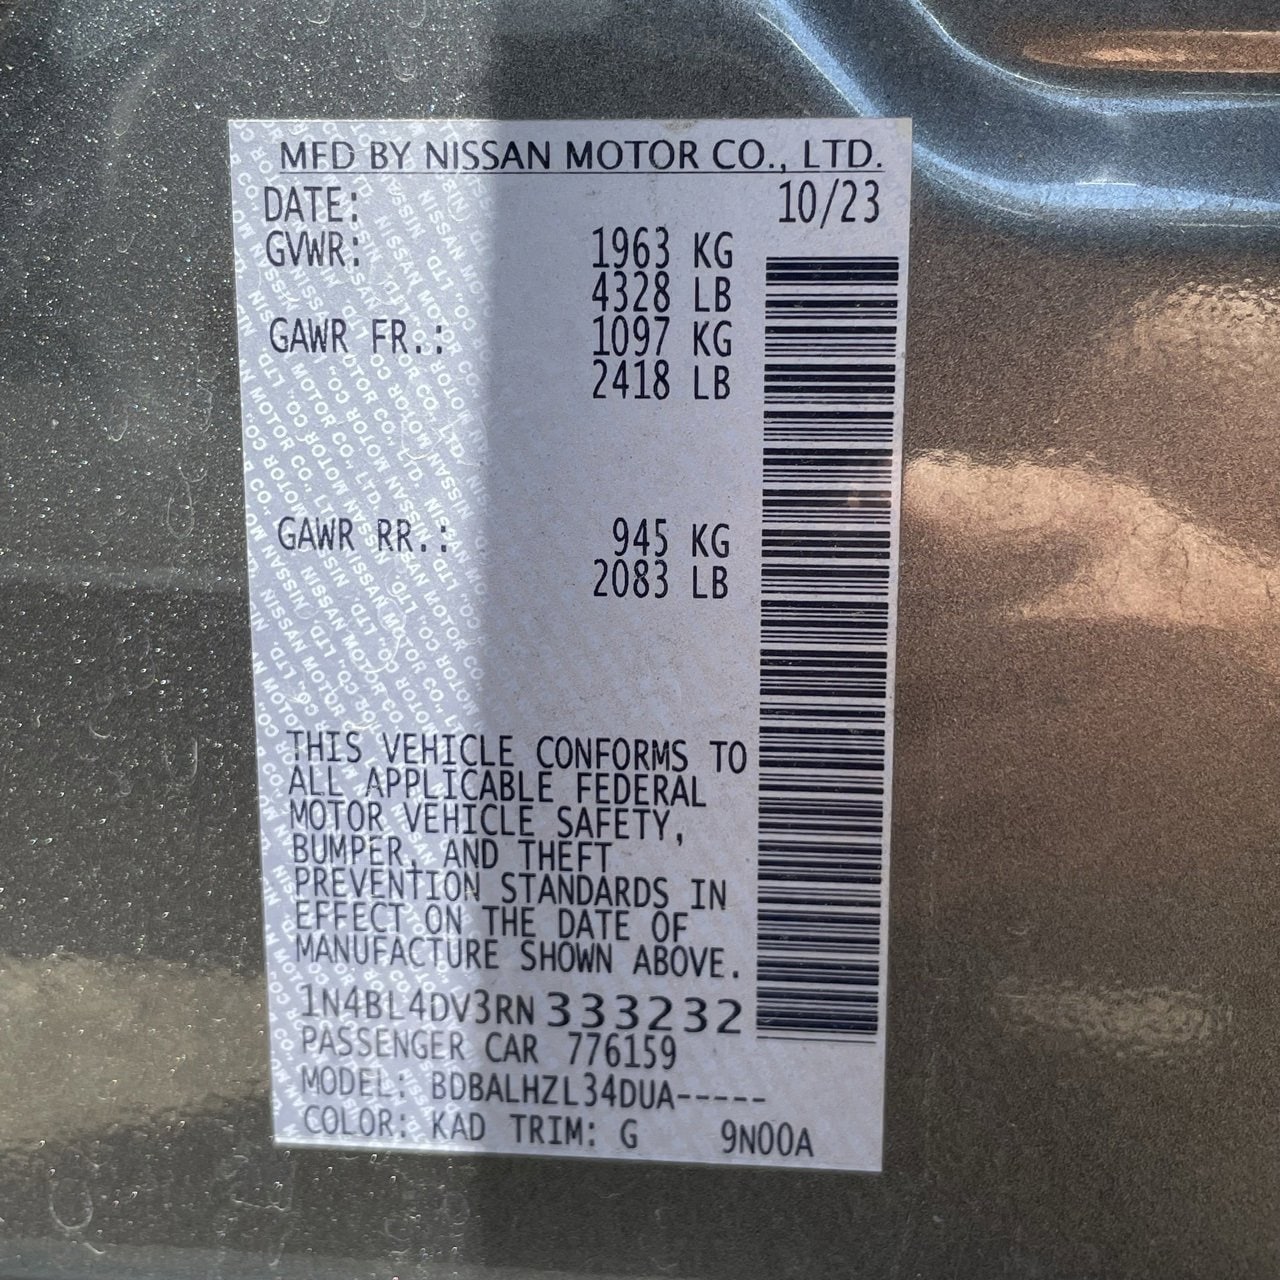 MFD BY NISSAN MOTOR CO., LTD.
DATE: 10/23
GVWR: 1963 KG
4328 LB
GAWR FR.: 1097 KG
2418 LB
GAWR RR.: 945 KG
2083 LB
THIS VEHICLE CONFORMS TO
ALL APPLICABLE FEDERAL
MOTOR VEHICLE SAFETY,
BUMPER, AND THEFT
PREVENTION STANDARDS IN
EFFECT ON THE DATE OF
MANUFACTURE SHOWN ABOVE.
1N4BL4DV3RN333232
PASSENGER CAR 776159
MODEL: BDBALHZL34DUA-----
COLOR: KAD TRIM: G 9N00A